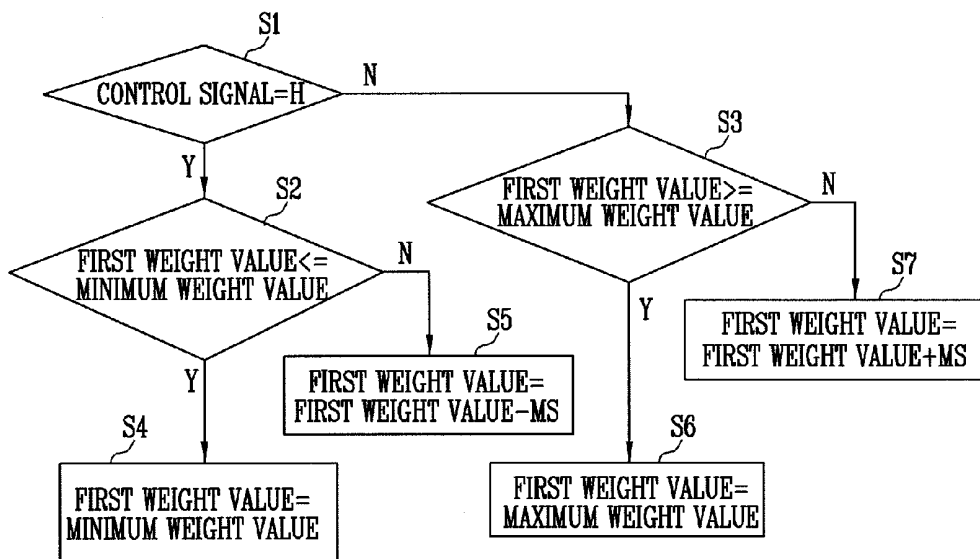 S1
CONTROL SIGNAL=H
N
Y
S3
FIRST WEIGHT VALUE>=
MAXIMUM WEIGHT VALUE
N
Y
S2
FIRST WEIGHT VALUE<=
MINIMUM WEIGHT VALUE
N
Y
S7
FIRST WEIGHT VALUE=
FIRST WEIGHT VALUE+MS
S5
FIRST WEIGHT VALUE=
FIRST WEIGHT VALUE-MS
S4
FIRST WEIGHT VALUE=
MINIMUM WEIGHT VALUE
S6
FIRST WEIGHT VALUE=
MAXIMUM WEIGHT VALUE